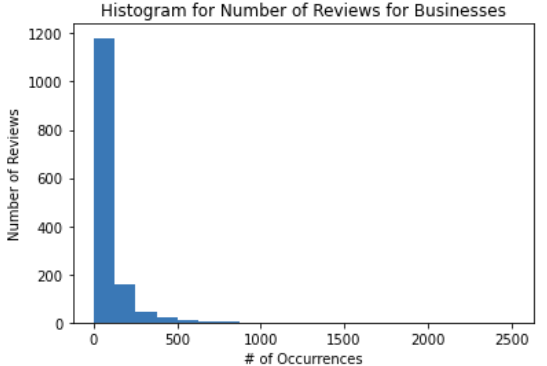 Histogram for Number of Reviews for Businesses
1200
1000
800
600
400
200
0
Number of Reviews
0 500 1000 1500 2000 2500
# of Occurrences